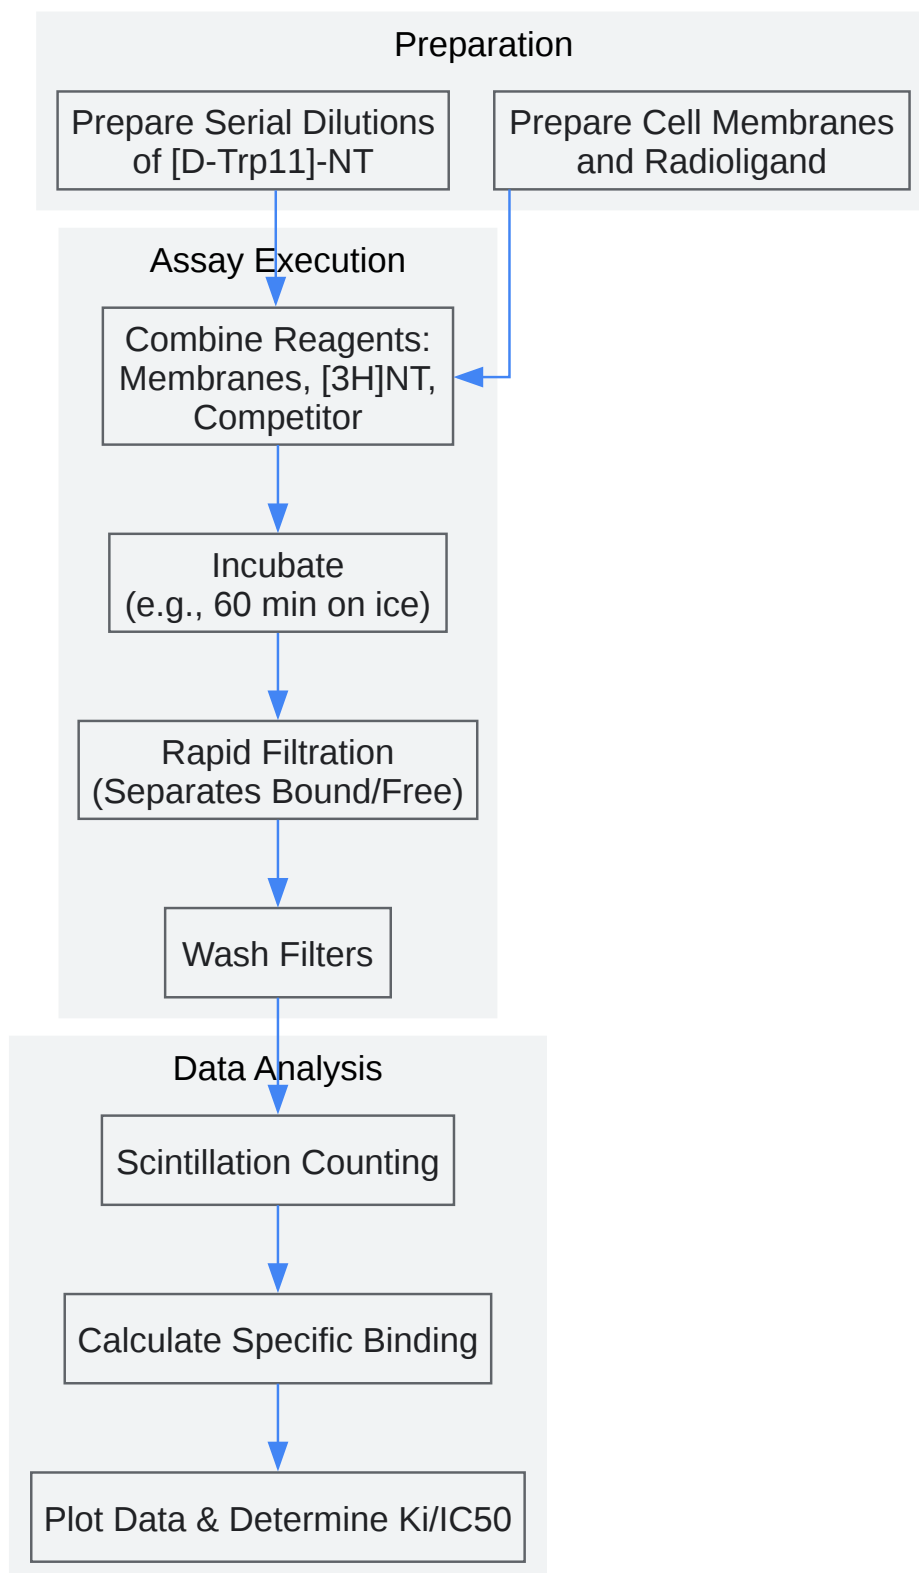 Preparation
Prepare Serial Dilutions
of [D-Trp11]-NT
Prepare Cell Membranes
and Radioligand
Assay Execution
Combine Reagents:
Membranes, [3H]NT,
Competitor
Incubate
(e.g., 60 min on ice)
Rapid Filtration
(Separates Bound/Free)
Wash Filters
Data Analysis
Scintillation Counting
Calculate Specific Binding
Plot Data & Determine Ki/IC50